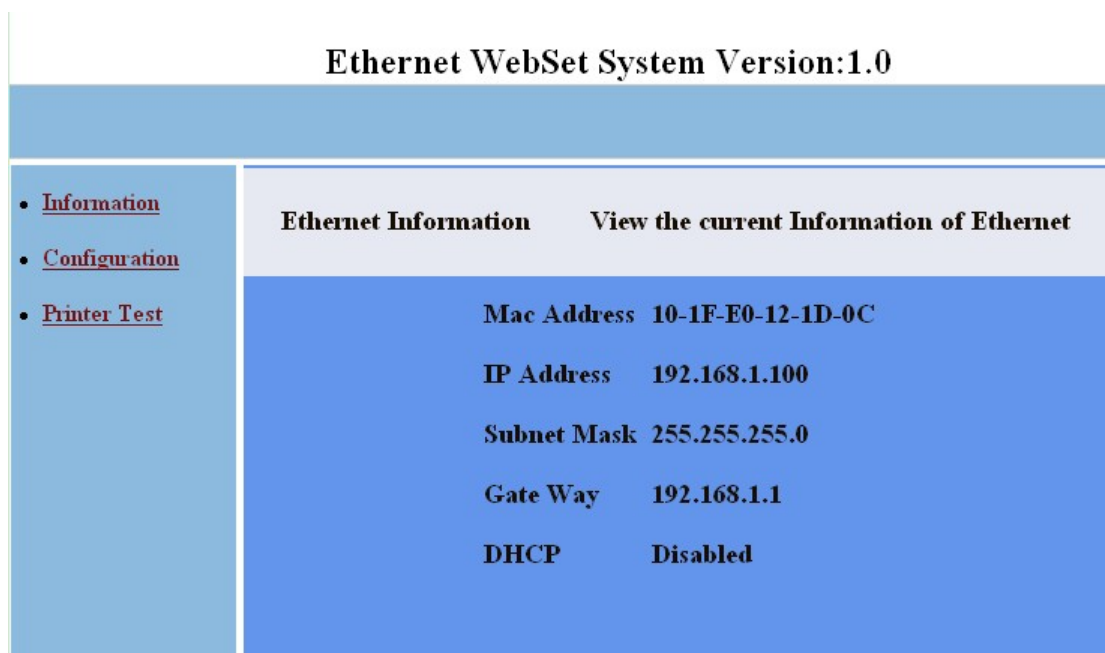 Ethernet WebSet System Version:1.0
Information
Configuration
Printer Test
Ethernet Information View the current Information of Ethernet
Mac Address 10-1F-E0-12-1D-0C
IP Address 192.168.1.100
Subnet Mask 255.255.255.0
Gate Way 192.168.1.1
DHCP Disabled